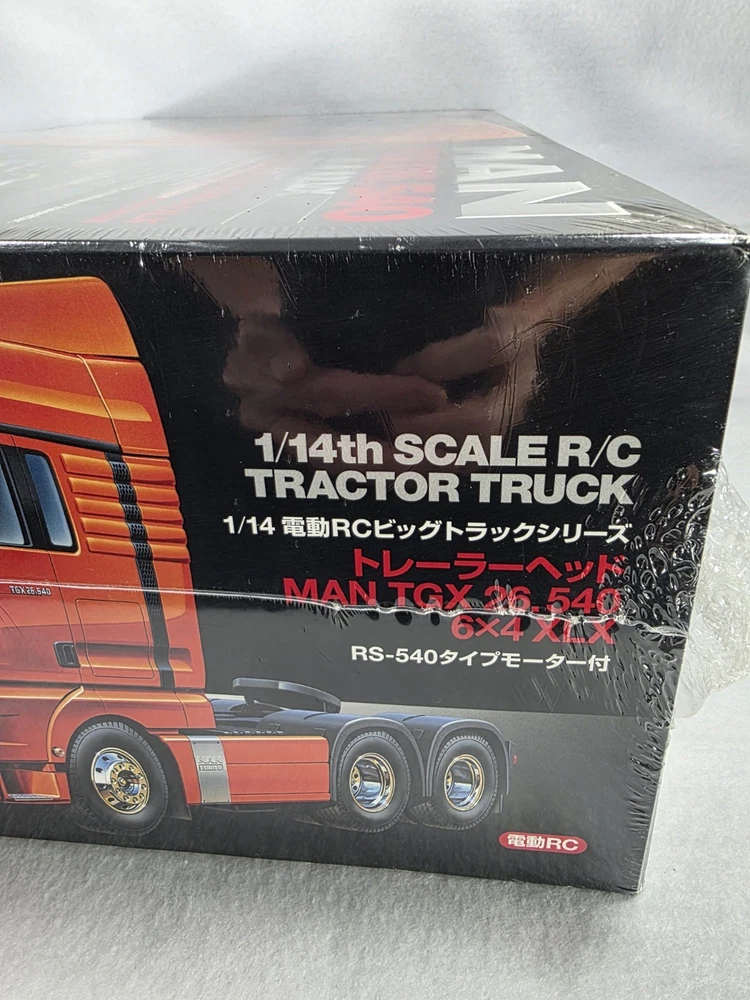 MAN
1/14th SCALE R/C
TRACTOR TRUCK
1/14 電動RCビッグトラックシリーズ
トレーラーヘッド
MAN TGX 26.540
6×4 XLX
RS-540タイプモーター付
TGX26.540
電動RC